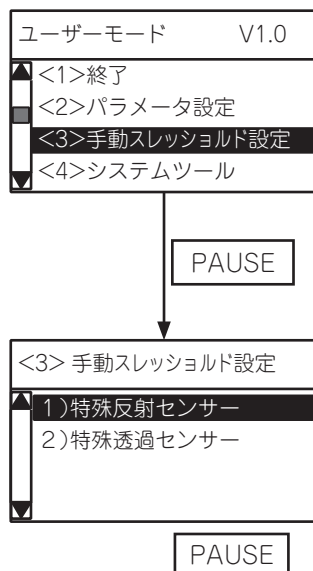 ユーザーモード V1.0
<1>終了
<2>パラメータ設定
<3>手動スレッショルド設定
<4>システムツール
PAUSE
<3> 手動スレッショルド設定
1)特殊反射センサー
2)特殊透過センサー
PAUSE